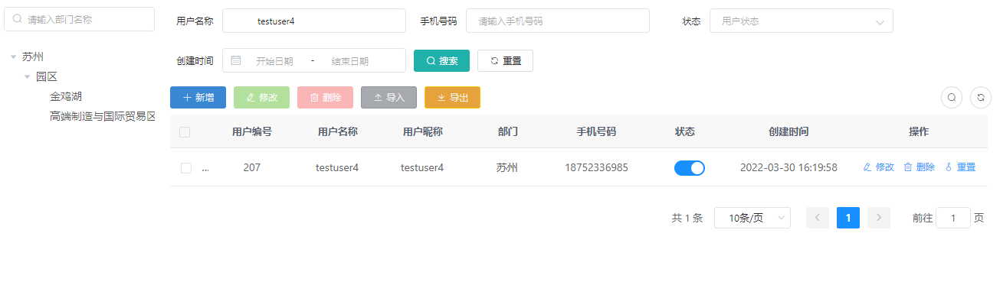 请输入部门名称
苏州
园区
金鸡湖
高端制造与国际贸易区
用户名称 testuser4 手机号码 请输入手机号码 状态 用户状态
创建时间 开始日期 - 结束日期 搜索 重置
新增 修改 删除 导入 导出
用户编号 用户名称 用户昵称 部门 手机号码 状态 创建时间 操作
... 207 testuser4 testuser4 苏州 18752336985 2022-03-30 16:19:58 修改 删除 重置
共 1 条 10条/页 1 前往 1 页